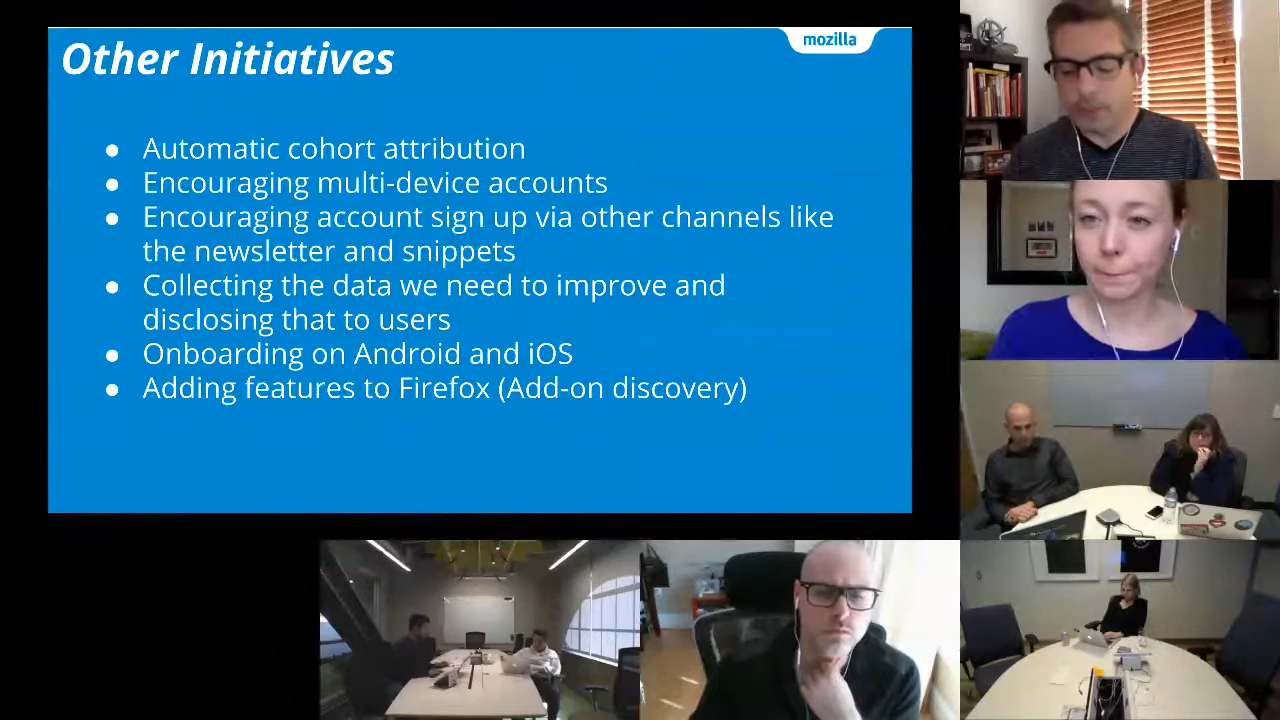 Other Initiatives
mozilla
● Automatic cohort attribution
● Encouraging multi-device accounts
● Encouraging account sign up via other channels like
the newsletter and snippets
● Collecting the data we need to improve and
disclosing that to users
● Onboarding on Android and iOS
● Adding features to Firefox (Add-on discovery)